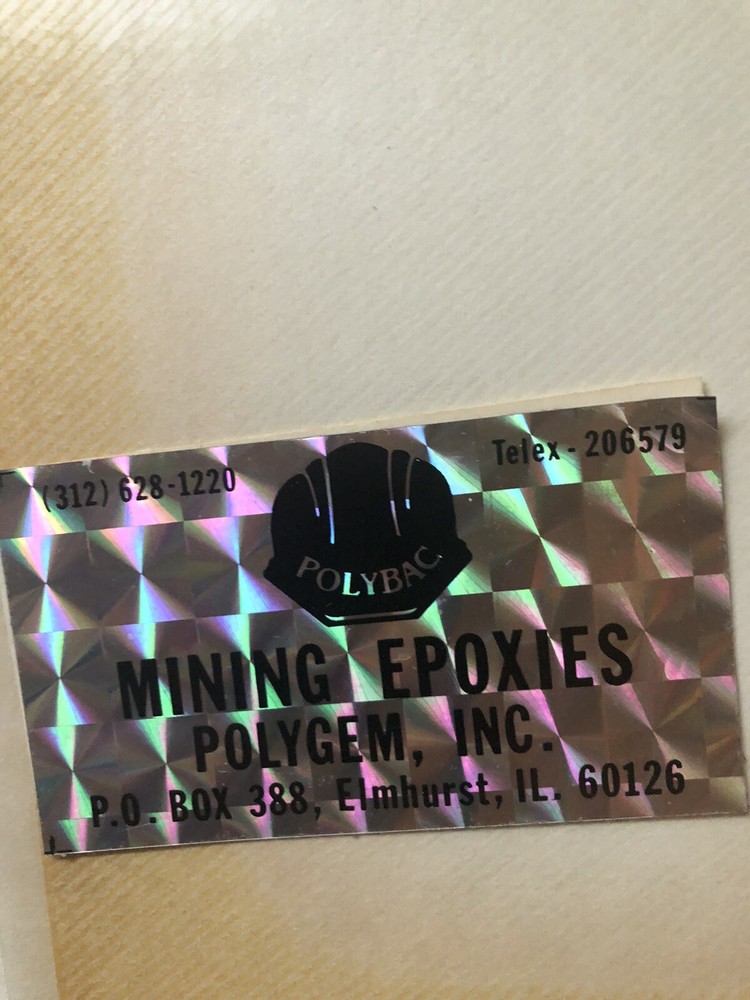 (312) 628-1220
Telex - 206579
POLYBAC
MINING EPOXIES
POLYGEM, INC.
P.O. BOX 388, Elmhurst, IL. 60126